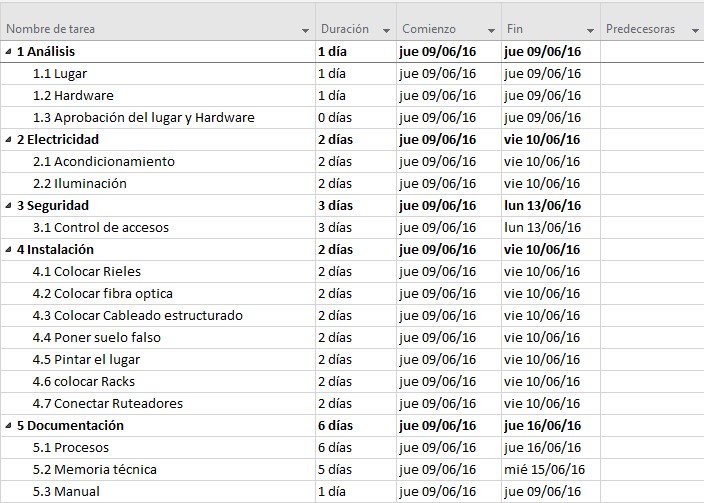 Nombre de tarea Duración Comienzo Fin Predecesoras
1 Análisis 1 día jue 09/06/16 jue 09/06/16
1.1 Lugar 1 día jue 09/06/16 jue 09/06/16
1.2 Hardware 1 día jue 09/06/16 jue 09/06/16
1.3 Aprobación del lugar y Hardware 0 días jue 09/06/16 jue 09/06/16
2 Electricidad 2 días jue 09/06/16 vie 10/06/16
2.1 Acondicionamiento 2 días jue 09/06/16 vie 10/06/16
2.2 Iluminación 2 días jue 09/06/16 vie 10/06/16
3 Seguridad 3 días jue 09/06/16 lun 13/06/16
3.1 Control de accesos 3 días jue 09/06/16 lun 13/06/16
4 Instalación 2 días jue 09/06/16 vie 10/06/16
4.1 Colocar Rieles 2 días jue 09/06/16 vie 10/06/16
4.2 Colocar fibra optica 2 días jue 09/06/16 vie 10/06/16
4.3 Colocar Cableado estructurado 2 días jue 09/06/16 vie 10/06/16
4.4 Poner suelo falso 2 días jue 09/06/16 vie 10/06/16
4.5 Pintar el lugar 2 días jue 09/06/16 vie 10/06/16
4.6 colocar Racks 2 días jue 09/06/16 vie 10/06/16
4.7 Conectar Ruteadores 2 días jue 09/06/16 vie 10/06/16
5 Documentación 6 días jue 09/06/16 jue 16/06/16
5.1 Procesos 6 días jue 09/06/16 jue 16/06/16
5.2 Memoria técnica 5 días jue 09/06/16 mié 15/06/16
5.3 Manual 1 día jue 09/06/16 jue 09/06/16